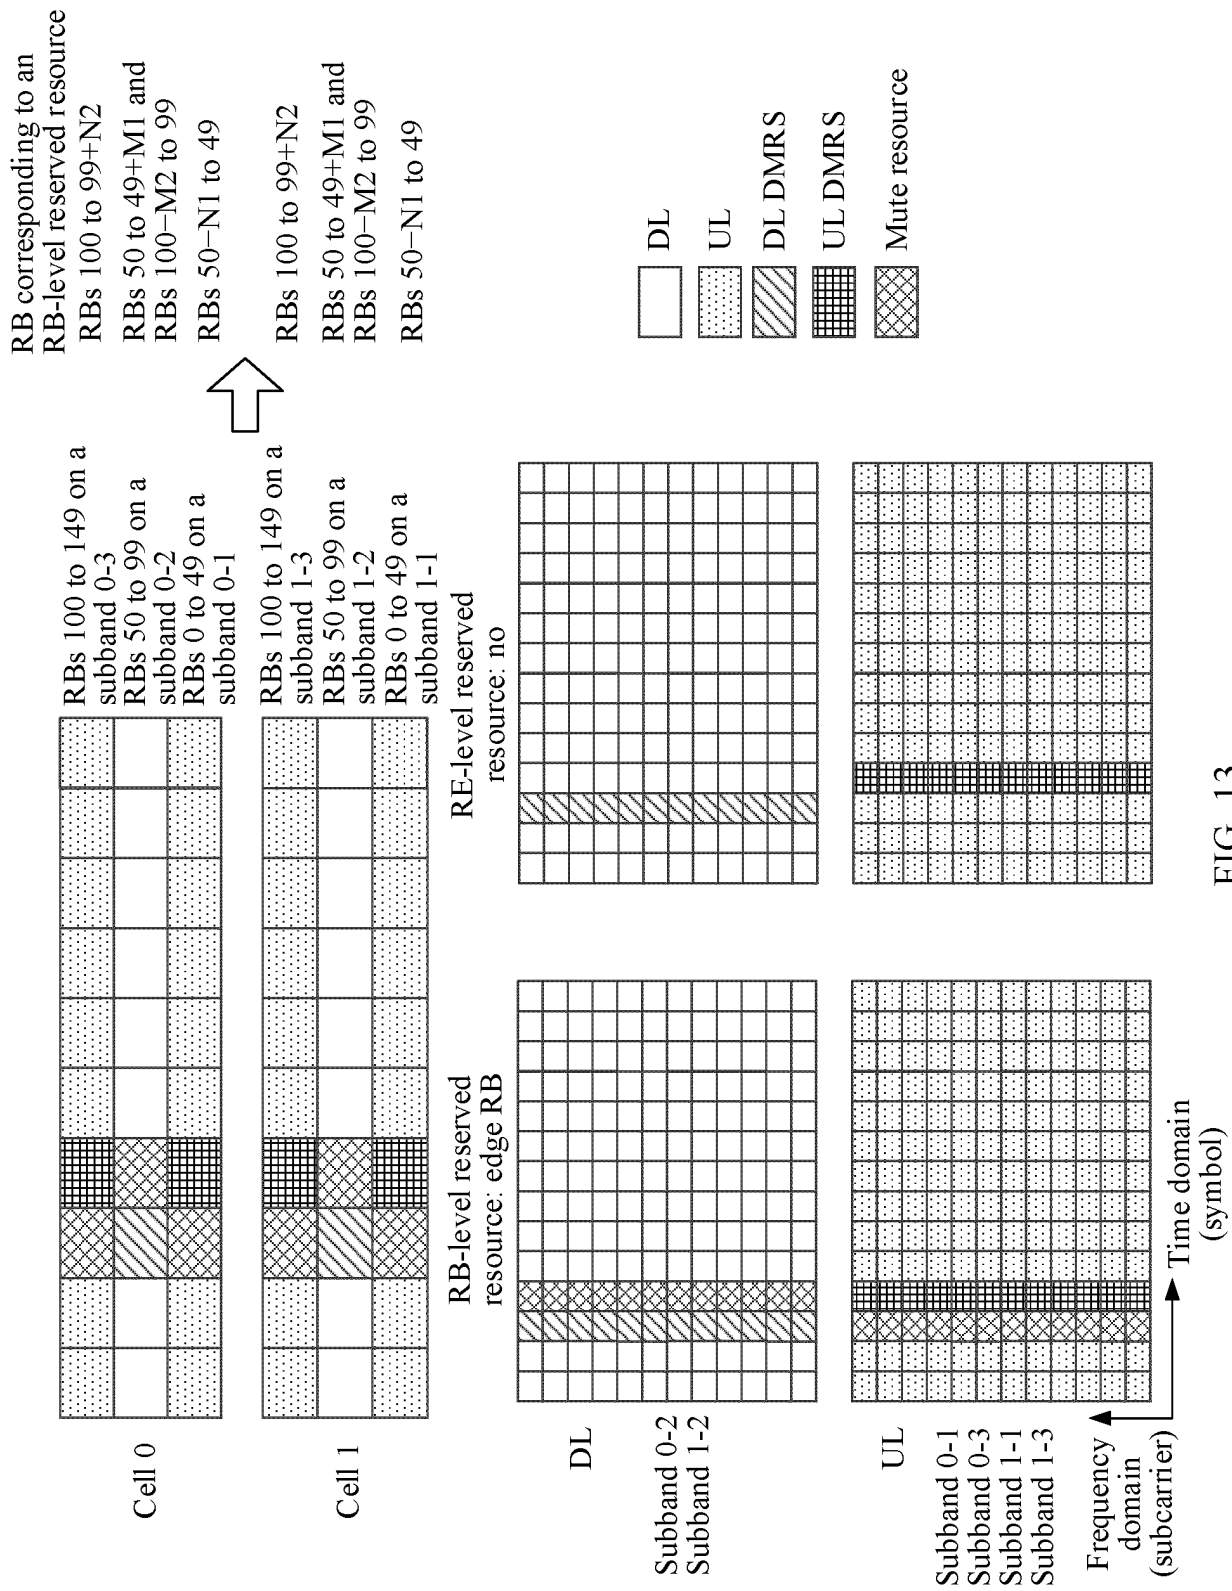 RB corresponding to an
RB-level reserved resource
RBs 100 to 149 on a
subband 0-3
RBs 50 to 99 on a
subband 0-2
RBs 0 to 49 on a
subband 0-1
RBs 100 to 99+N2
RBs 50 to 49+M1 and
RBs 100−M2 to 99
RBs 50−N1 to 49
Cell 0
RBs 100 to 149 on a
subband 1-3
RBs 50 to 99 on a
subband 1-2
RBs 0 to 49 on a
subband 1-1
RBs 100 to 99+N2
RBs 50 to 49+M1 and
RBs 100−M2 to 99
RBs 50−N1 to 49
Cell 1
RB-level reserved
resource: edge RB
RE-level reserved
resource: no
DL
Subband 0-2
Subband 1-2
UL
Subband 0-1
Subband 0-3
Subband 1-1
Subband 1-3
DL
UL
DL DMRS
UL DMRS
Mute resource
Frequency
domain
(subcarrier)
Time domain
(symbol)
FIG. 13